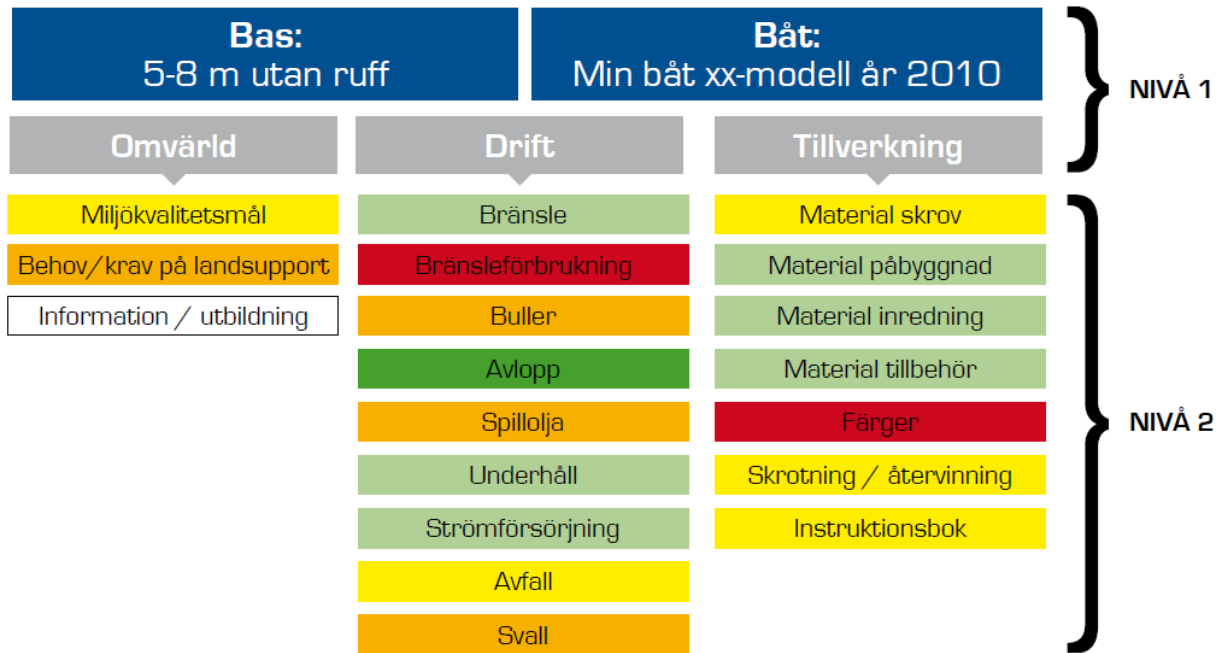 Bas:
5-8 m utan ruff
Båt:
Min båt xx-modell år 2010
NIVÅ 1
Omvärld
Drift
Tillverkning
Miljökvalitetsmål
Behov/krav på landsupport
Information / utbildning
Bränsle
Bränsleförbrukning
Buller
Avlopp
Spillolja
Underhåll
Strömförsörjning
Avfall
Svall
Material skrov
Material påbyggnad
Material inredning
Material tillbehör
Färger
Skrotning / återvinning
Instruktionsbok
NIVÅ 2